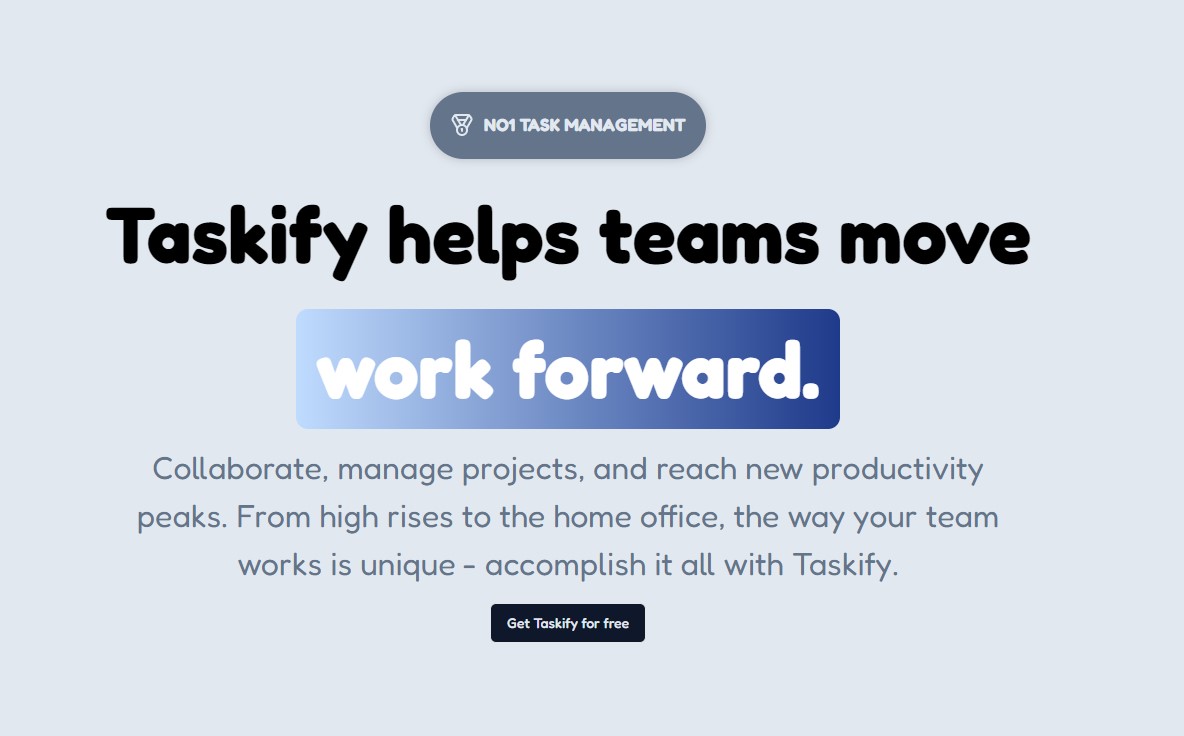 NO1 TASK MANAGEMENT
Taskify helps teams move
work forward.
Collaborate, manage projects, and reach new productivity
peaks. From high rises to the home office, the way your team
works is unique - accomplish it all with Taskify.
Get Taskify for free